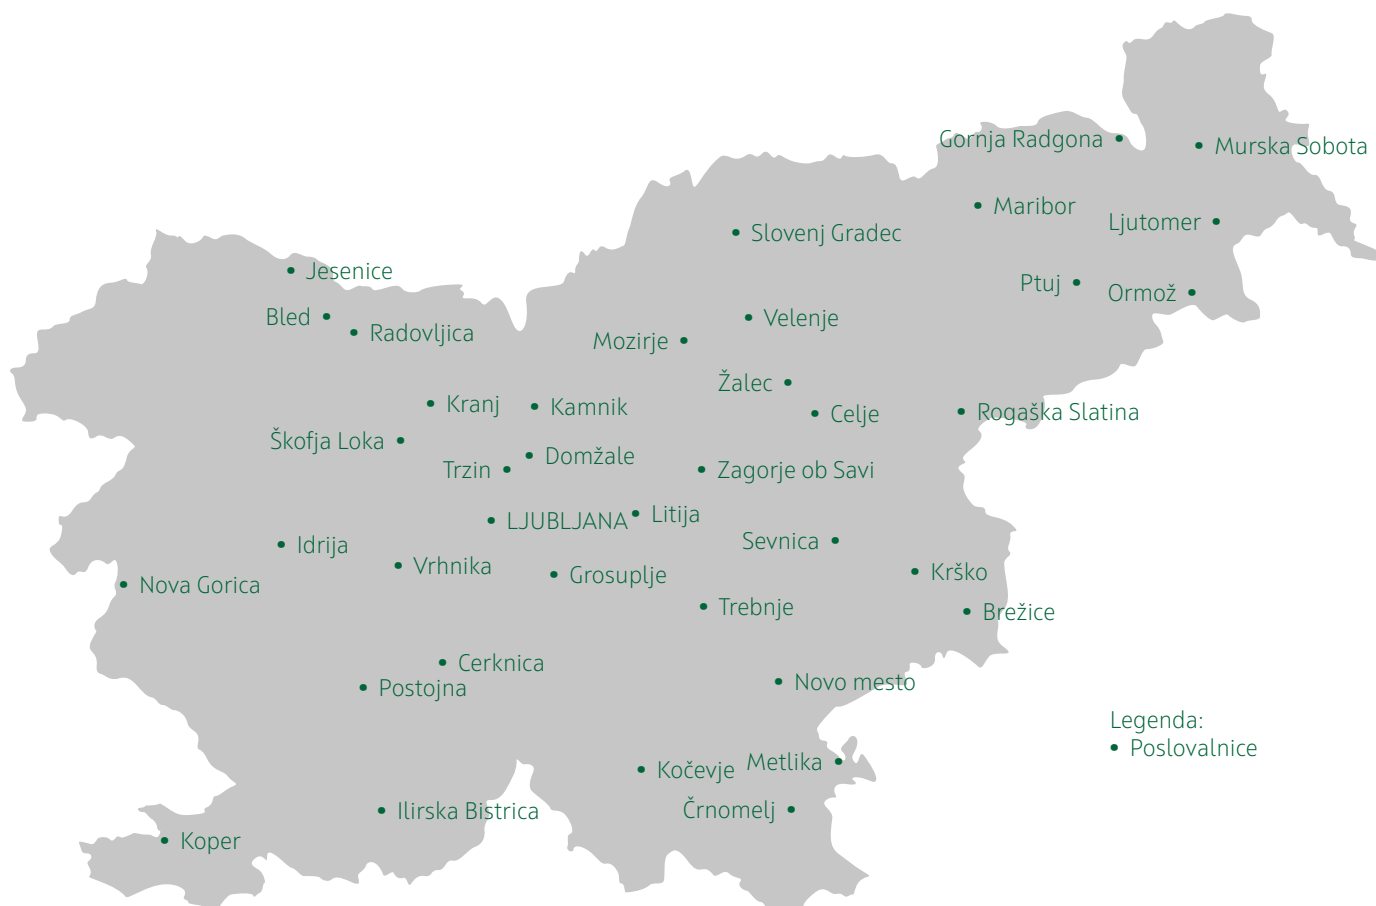 Gornja Radgona
Murska Sobota
Maribor
Ljutomer
Slovenj Gradec
Jesenice
Ptuj
Ormož
Bled
Velenje
Radovljica
Mozirje
Žalec
Kranj
Kamnik
Celje
Rogaška Slatina
Škofja Loka
Domžale
Trzin
Zagorje ob Savi
LJUBLJANA
Litija
Sevnica
Idrija
Vrhnika
Grosuplje
Krško
Nova Gorica
Trebnje
Brežice
Cerknica
Postojna
Novo mesto
Legenda:
Poslovalnice
Kočevje
Metlika
Ilirska Bistrica
Črnomelj
Koper